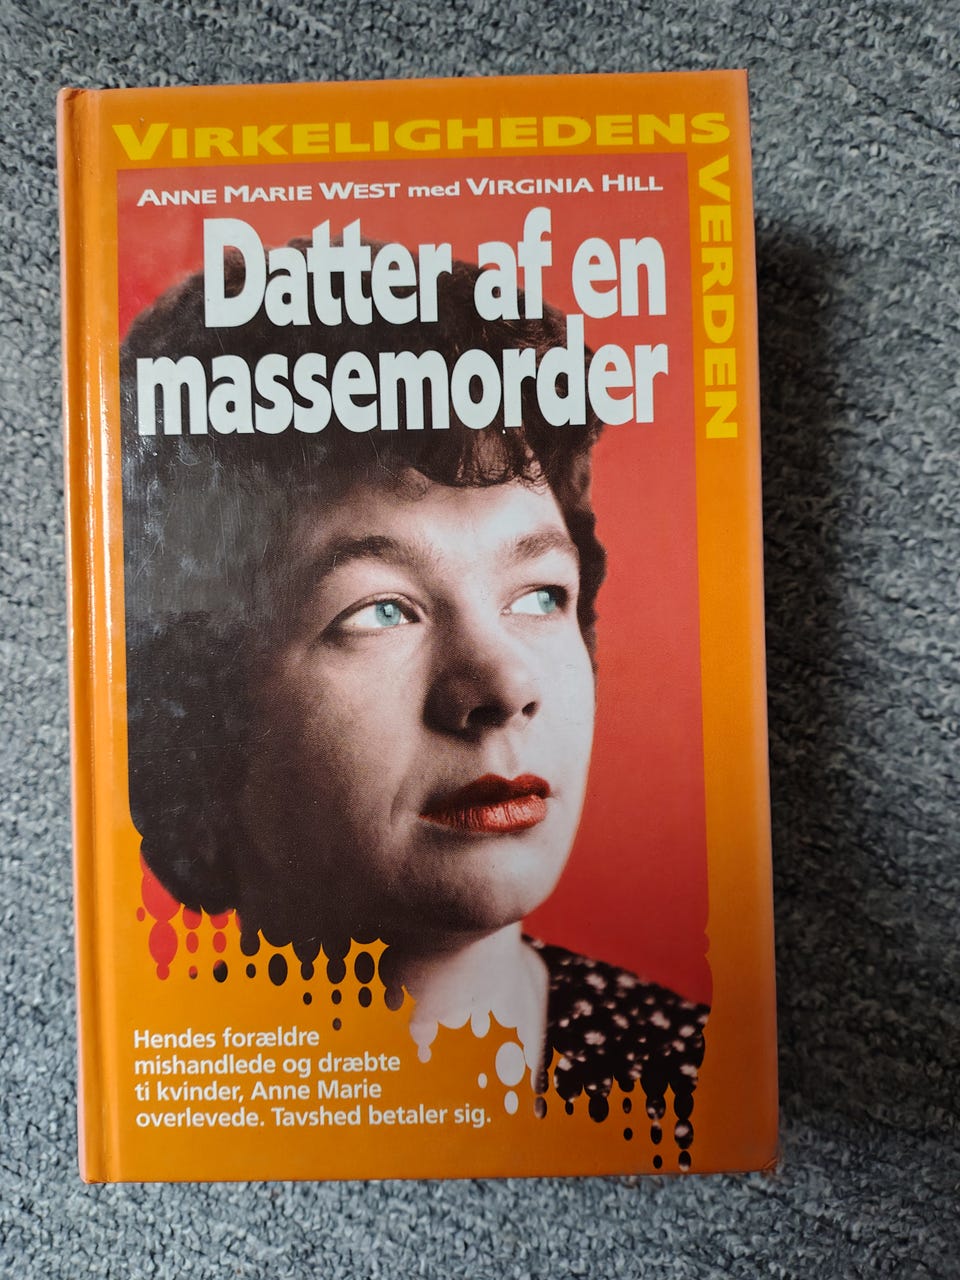 VIRKELIGHEDENS
VERDEN
ANNE MARIE WEST med VIRGINIA HILL
Datter af en
massemorder
Hendes forældre
mishandlede og dræbte
ti kvinder, Anne Marie
overlevede. Tavshed betaler sig.